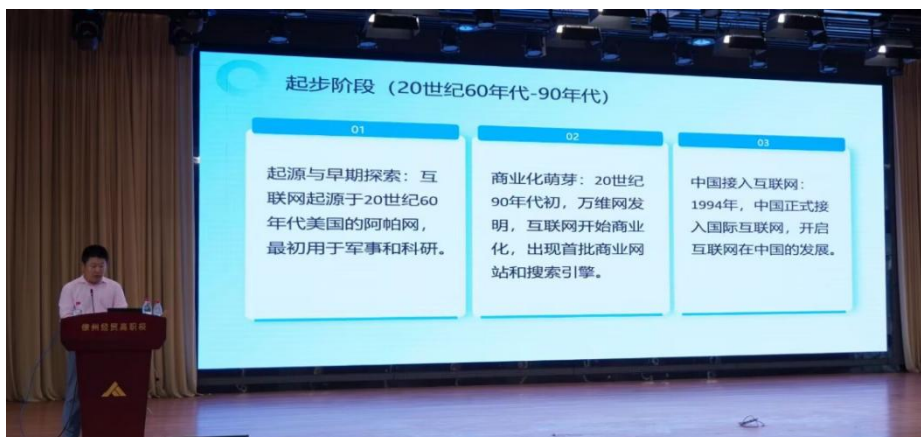 起步阶段（20世纪60年代-90年代）
01
起源与早期探索：互
联网起源于20世纪60
年代美国的阿帕网，
最初用于军事和科研。
02
商业化萌芽：20世纪
90年代初，万维网发
明，互联网开始商业
化，出现首批商业网
站和搜索引擎。
03
中国接入互联网：
1994年，中国正式接
入国际互联网，开启
互联网在中国的发展。